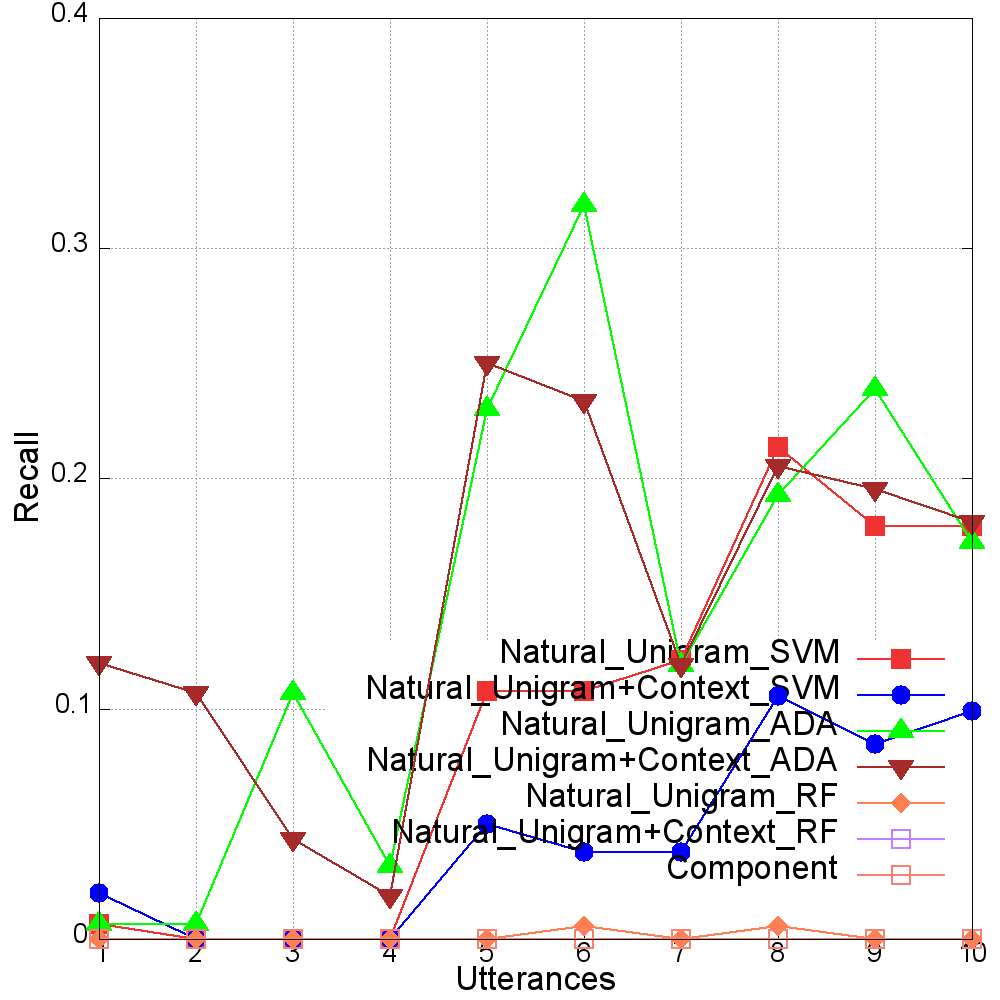 0.4
0.3
0.2
0.1
0
Recall
Natural_Unigram_SVM
Natural_Unigram+Context_SVM
Natural_Unigram_ADA
Natural_Unigram+Context_ADA
Natural_Unigram_RF
Natural_Unigram+Context_RF
Component
1 2 3 4 5 6 7 8 9 10
Utterances